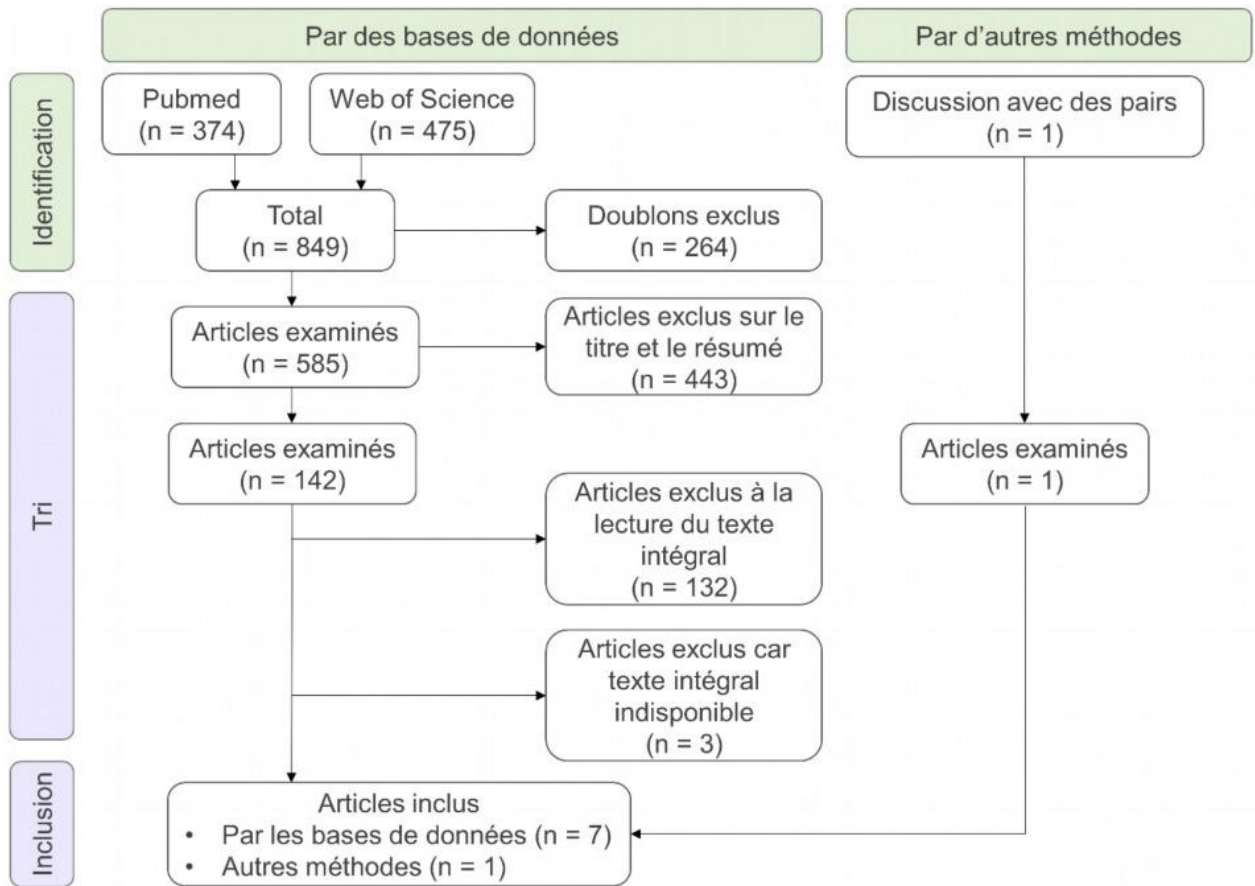 Par des bases de données
Par d'autres méthodes
Identification
Pubmed
(n = 374)
Web of Science
(n = 475)
Discussion avec des pairs
(n = 1)
Total
(n = 849)
Doublons exclus
(n = 264)
Tri
Articles examinés
(n = 585)
Articles exclus sur le
titre et le résumé
(n = 443)
Articles examinés
(n = 142)
Articles examinés
(n = 1)
Articles exclus à la
lecture du texte
intégral
(n = 132)
Articles exclus car
texte intégral
indisponible
(n = 3)
Inclusion
Articles inclus
• Par les bases de données (n = 7)
• Autres méthodes (n = 1)